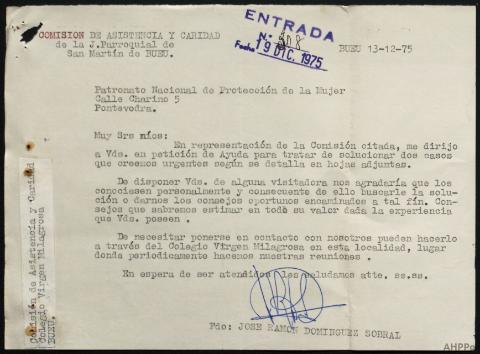 COMISION DE ASISTENCIA Y CARIDAD
de la J.Parroquial de
San Martin de BUEU.
ENTRADA
N.º 508
Fecha 19 DIC. 1975
BUEU 13-12-75
Patronato Nacional de Protección de la Mujer
Calle Charino 5
Pontevedra.
Muy Srs mios:
En representación de la Comisión citada, me dirijo
a Vds. en petición de Ayuda para tratar de solucionar dos casos
que creemos urgentes según se detalla en hojas adjuntas.
De disponer Vds. de alguna visitadora nos agradaría que los
conociesen personalmente y consecuente de ello buscarle la solu-
ción o darnos los consejos oportunos encaminados a tal fin. Con-
sejos que sabremos estimar en todo su valor dada la experiencia
que Vds. poseen .
De necesitar ponerse en contacto con nosotros pueden hacerlo
a través del Colegio Virgen Milagrosa en esta localidad, lugar
donde periodicamente hacemos nuestras reuniones .
En espera de ser atendidos les saludamos atte. ss.ss.
Fdo: JOSE RAMON DOMINGUEZ SOBRAL
Comisión de Asistencia y Caridad
Colegio Virgen Milagrosa
BUEU.
AHPPo